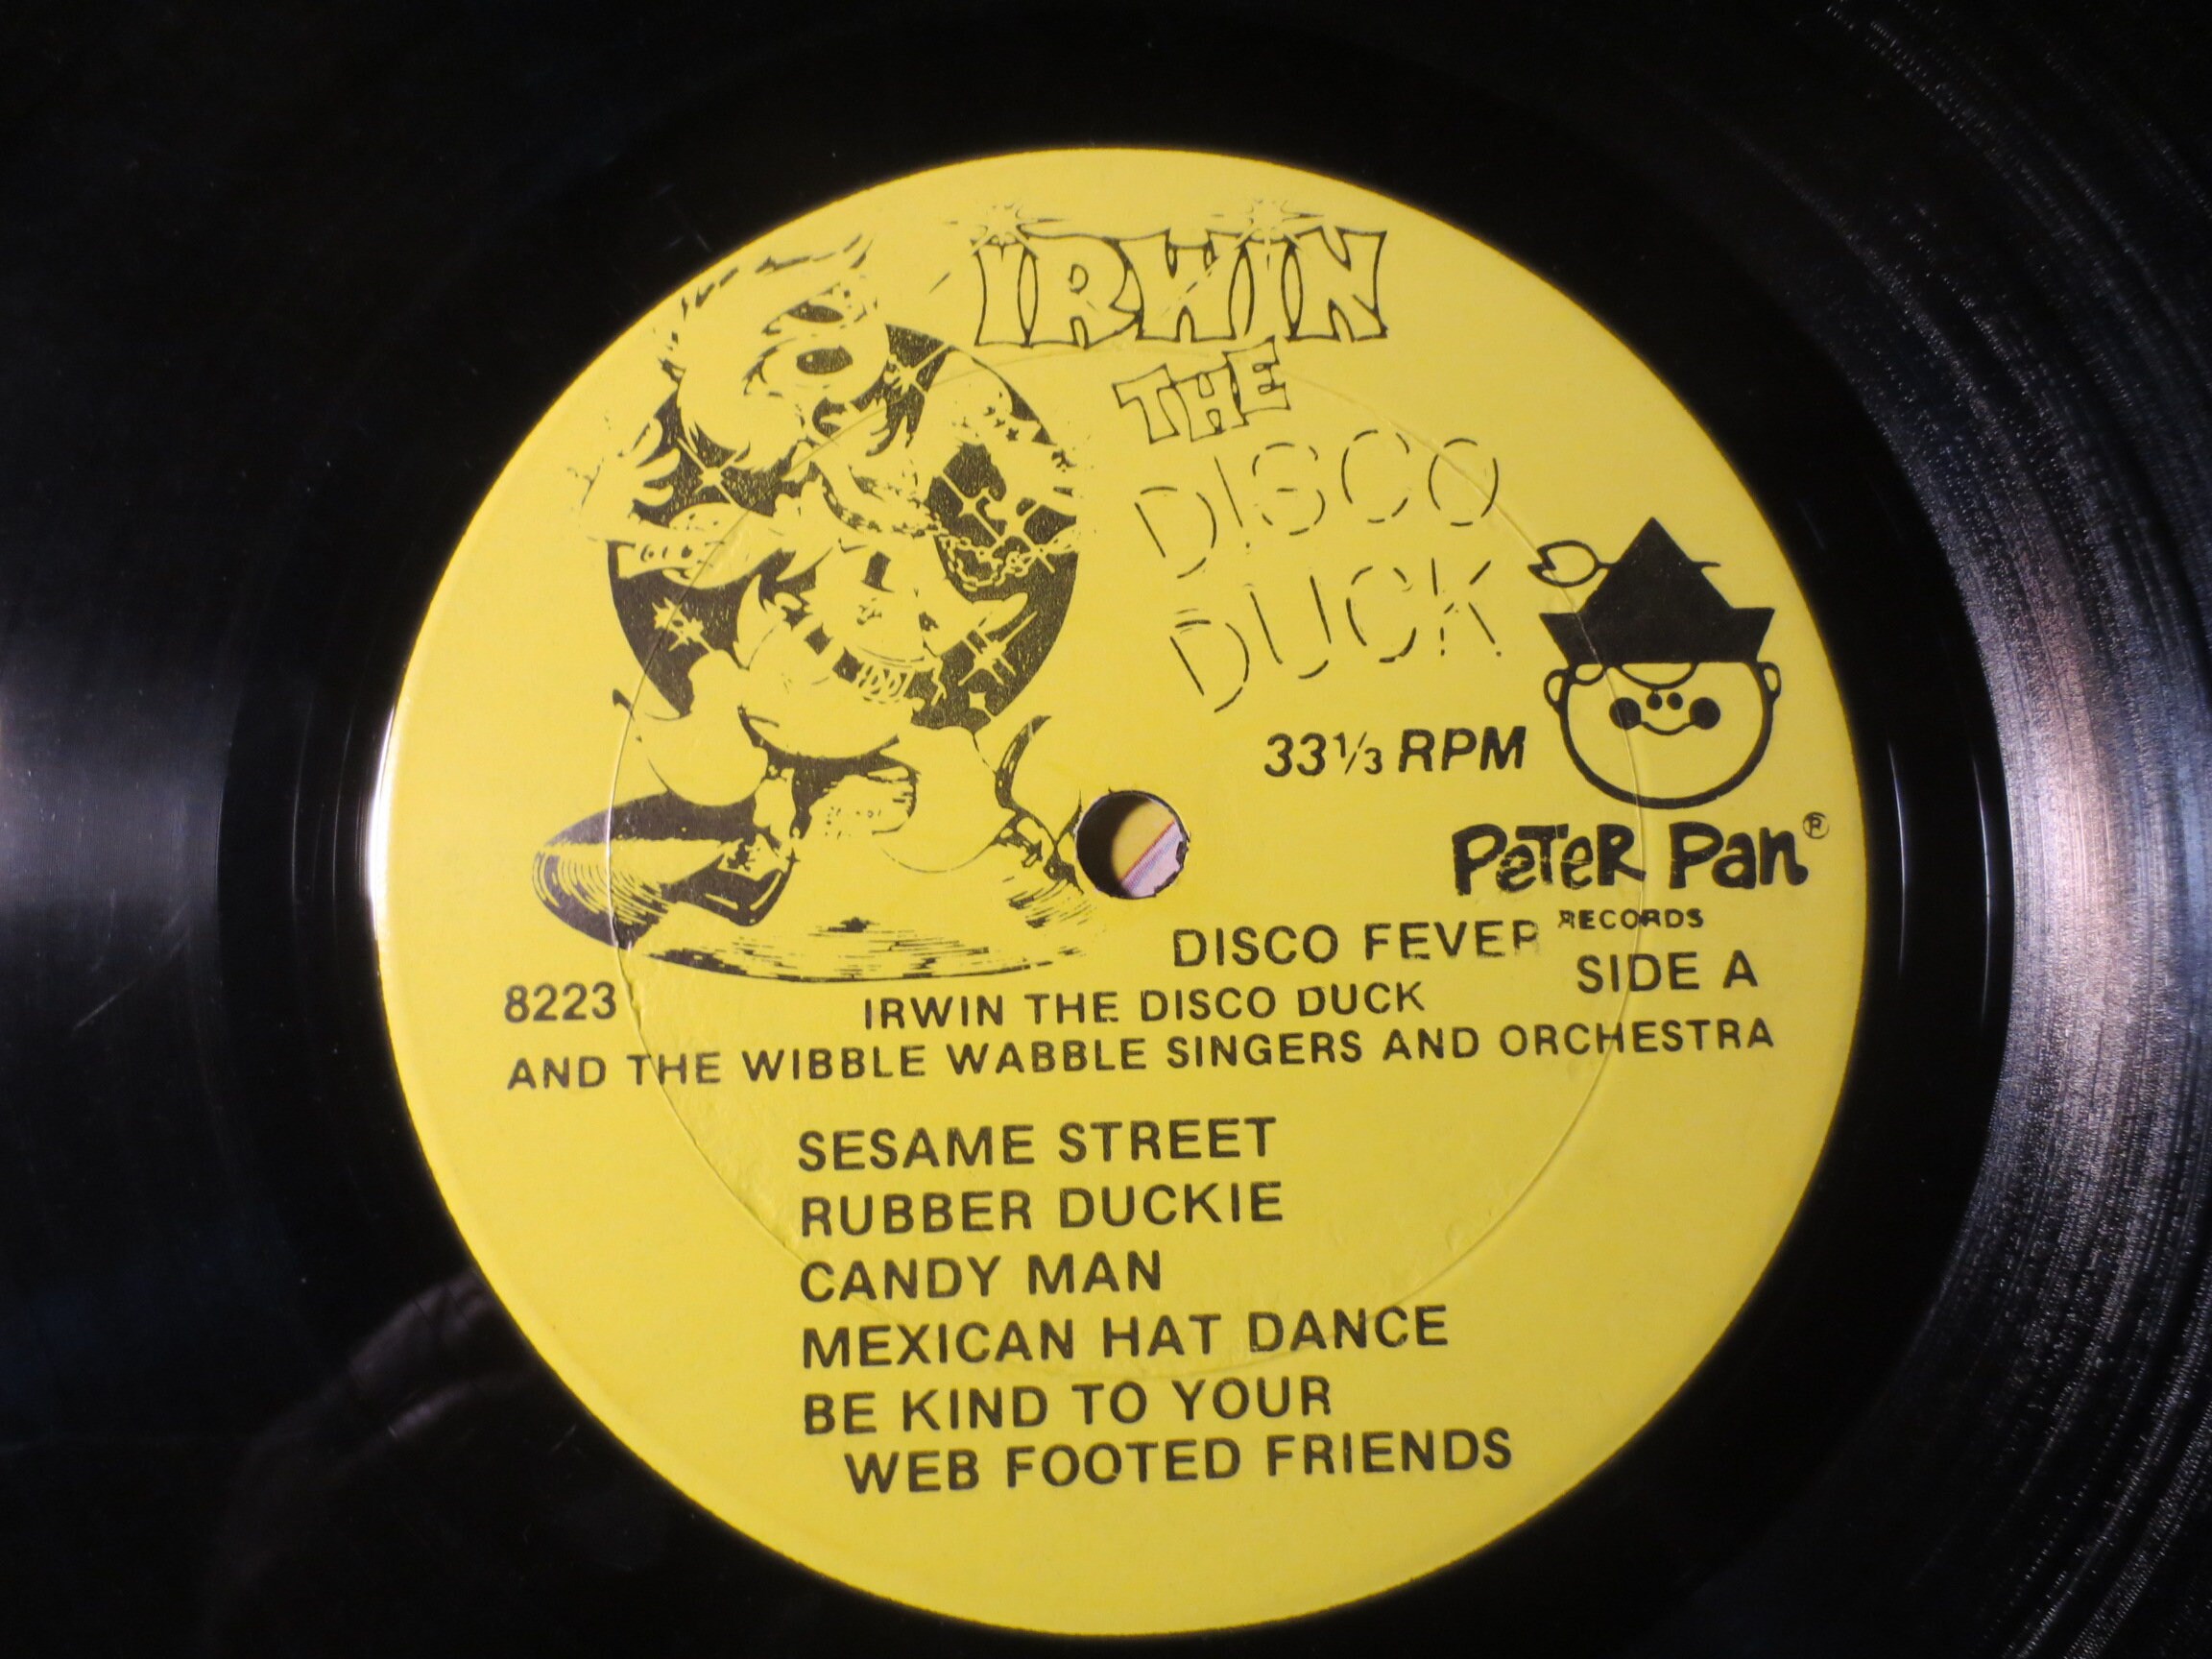 IRWIN
THE
DISCO
DUCK
33⅓ RPM
PETER PAN®
RECORDS
DISCO FEVER
SIDE A
8223
IRWIN THE DISCO DUCK
AND THE WIBBLE WABBLE SINGERS AND ORCHESTRA
SESAME STREET
RUBBER DUCKIE
CANDY MAN
MEXICAN HAT DANCE
BE KIND TO YOUR
WEB FOOTED FRIENDS